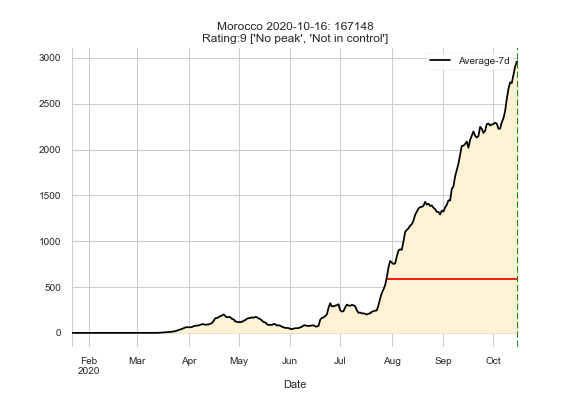 Morocco 2020-10-16: 167148
Rating:9 ['No peak', 'Not in control']
Average-7d
3000
2500
2000
1500
1000
500
0
Feb
2020
Mar
Apr
May
Jun
Jul
Aug
Sep
Oct
Date